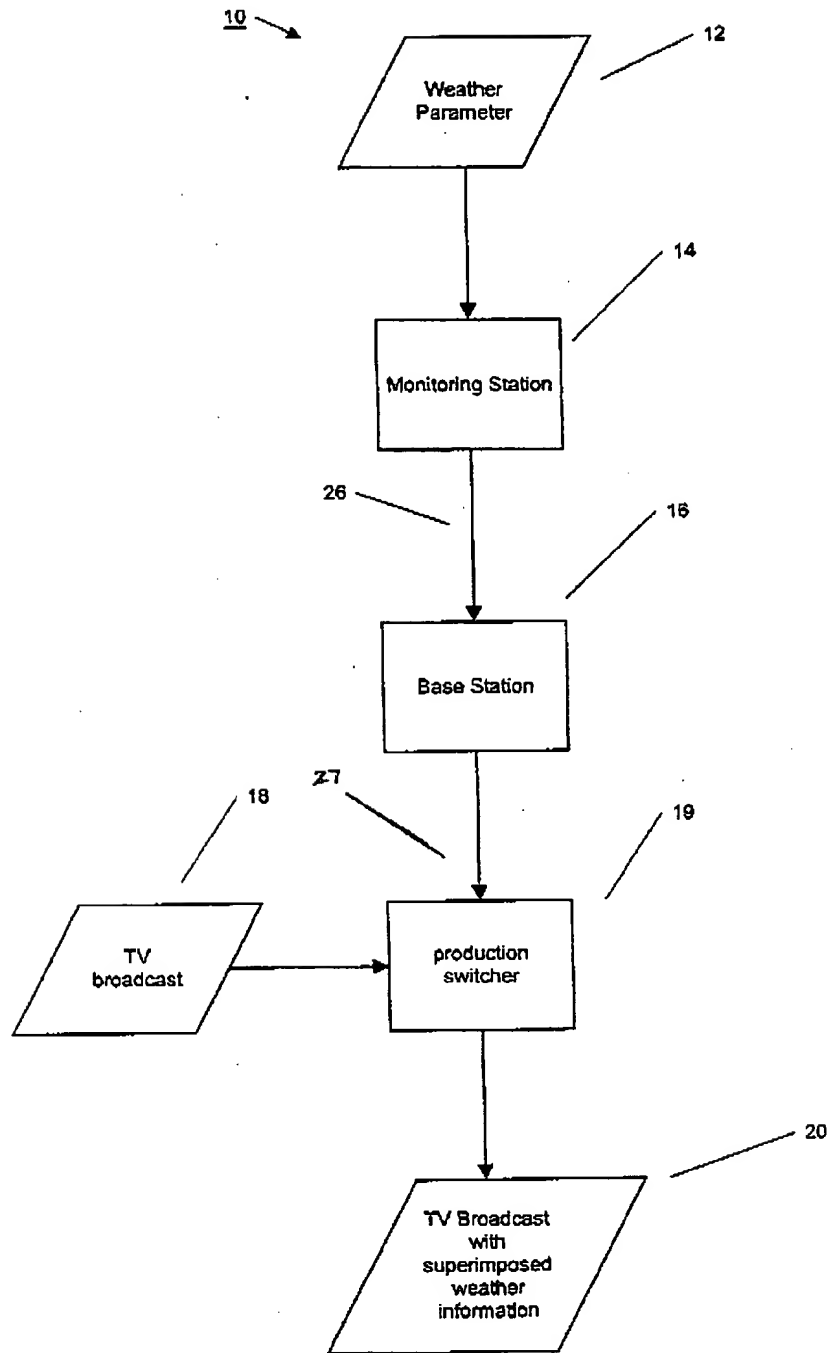 10
12
Weather
Parameter
14
Monitoring Station
26
16
Base Station
27
18
19
TV
broadcast
production
switcher
20
TV Broadcast
with
superimposed
weather
information